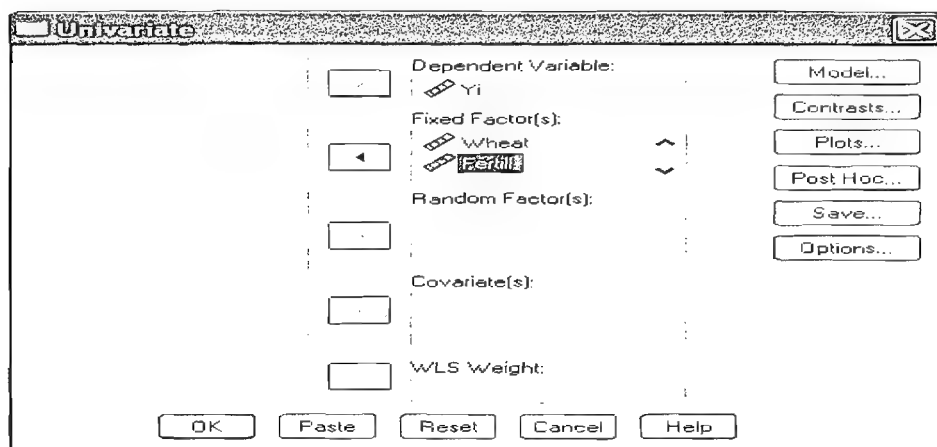 Univariate
Dependent Variable:
Yi
Fixed Factor(s):
Wheat
Fertili
Random Factor(s):
Covariate(s):
WLS Weight:
Model...
Contrasts...
Plots...
Post Hoc...
Save...
Options...
OK
Paste
Reset
Cancel
Help